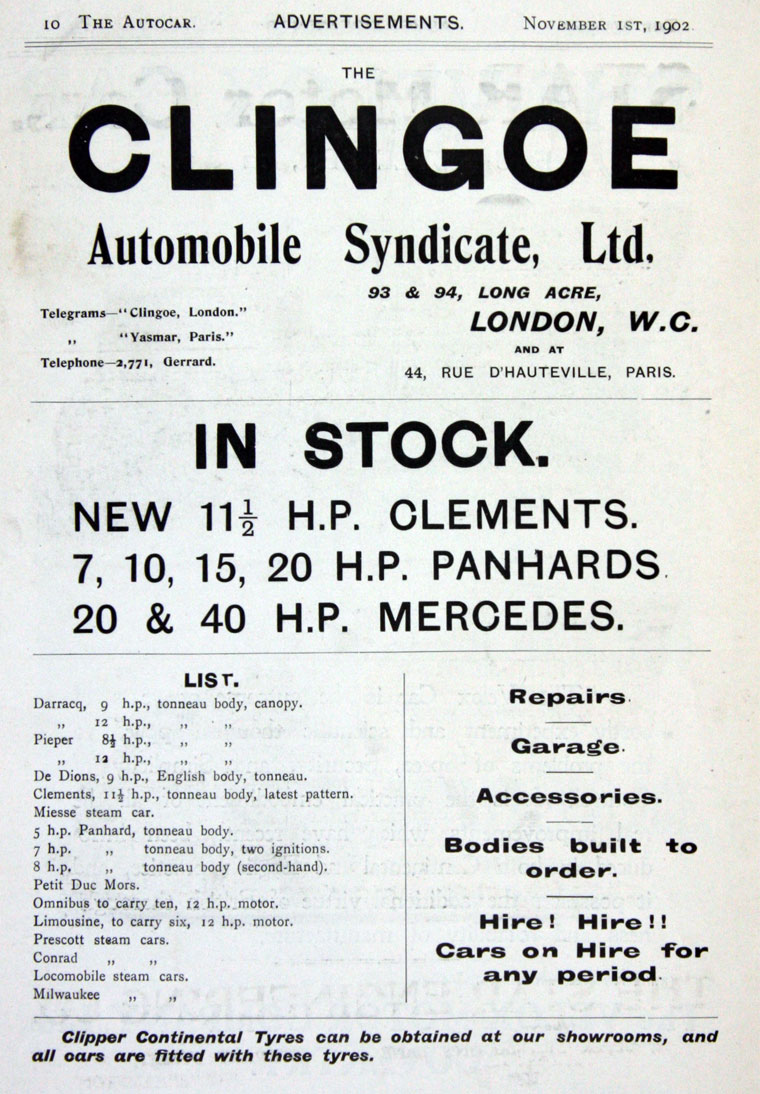 10 THE AUTOCAR. ADVERTISEMENTS. NOVEMBER 1ST, 1902.
THE
CLINGOE
Automobile Syndicate, Ltd.
93 & 94, LONG ACRE,
LONDON, W.C.
AND AT
44, RUE D'HAUTEVILLE, PARIS.
Telegrams—"Clingoe, London."
„ "Yasmar, Paris."
Telephone—2,771, Gerrard.
IN STOCK.
NEW 11½ H.P. CLEMENTS.
7, 10, 15, 20 H.P. PANHARDS.
20 & 40 H.P. MERCEDES.
LIST.
Darracq, 9 h.p., tonneau body, canopy.
„ 12 h.p., „ „
Pieper 8½ h.p., „ „
„ 12 h.p., „ „
De Dions, 9 h.p., English body, tonneau.
Clements, 11½ h.p., tonneau body, latest pattern.
Miesse steam car.
5 h.p. Panhard, tonneau body.
7 h.p. „ tonneau body, two ignitions.
8 h.p. „ tonneau body (second-hand).
Petit Duc Mors.
Omnibus to carry ten, 12 h.p. motor.
Limousine, to carry six, 12 h.p. motor.
Prescott steam cars.
Conrad „ „
Locomobile steam cars.
Milwaukee „ „
Repairs.
Garage.
Accessories.
Bodies built to
order.
Hire! Hire!!
Cars on Hire for
any period.
Clipper Continental Tyres can be obtained at our showrooms, and
all cars are fitted with these tyres.